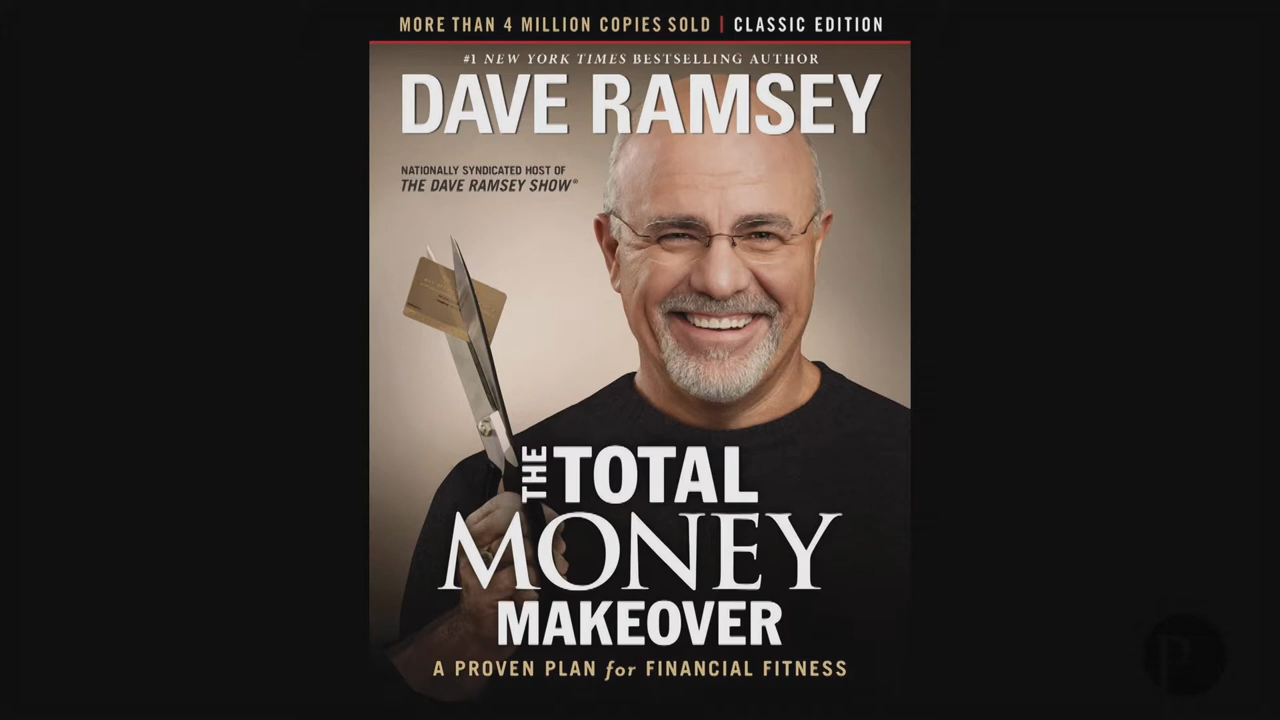 MORE THAN 4 MILLION COPIES SOLD | CLASSIC EDITION
#1 NEW YORK TIMES BESTSELLING AUTHOR
DAVE RAMSEY
NATIONALLY SYNDICATED HOST OF
THE DAVE RAMSEY SHOW®
THE TOTAL
MONEY
MAKEOVER
A PROVEN PLAN for FINANCIAL FITNESS